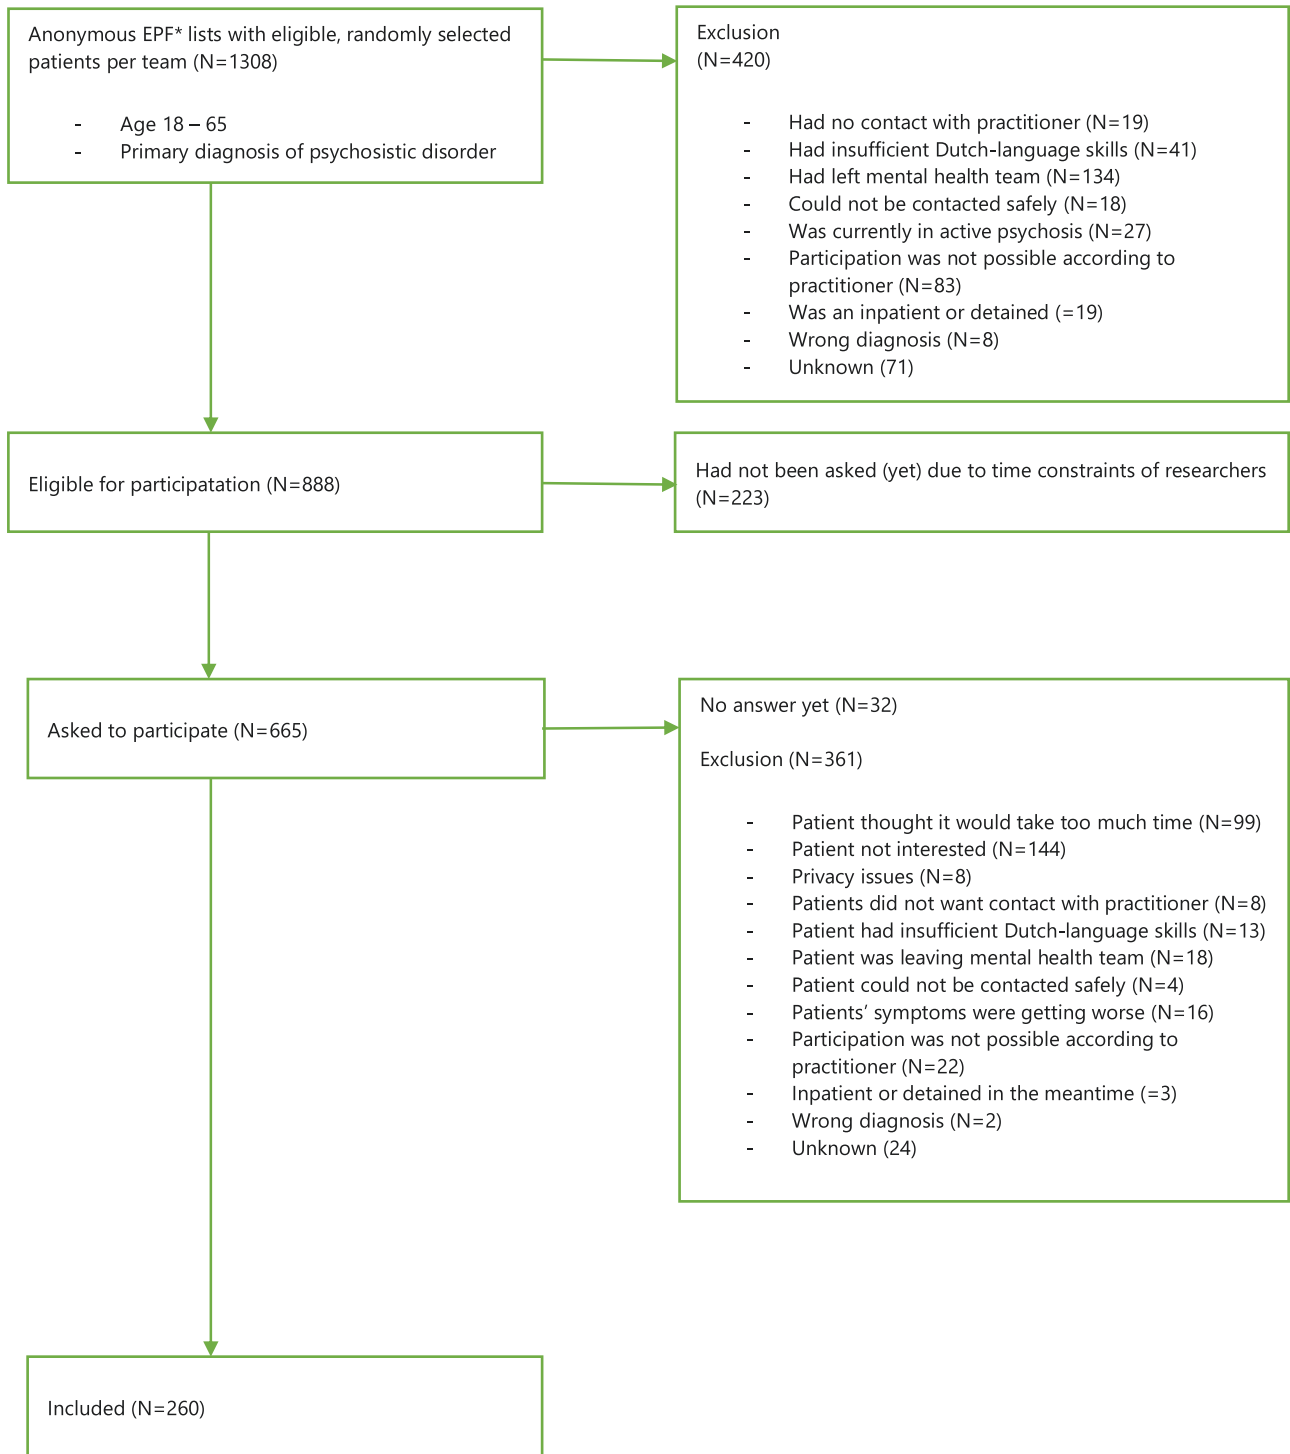 Anonymous EPF* lists with eligible, randomly selected
patients per team (N=1308)
- Age 18 – 65
- Primary diagnosis of psychosistic disorder
Exclusion
(N=420)
- Had no contact with practitioner (N=19)
- Had insufficient Dutch-language skills (N=41)
- Had left mental health team (N=134)
- Could not be contacted safely (N=18)
- Was currently in active psychosis (N=27)
- Participation was not possible according to
practitioner (N=83)
- Was an inpatient or detained (=19)
- Wrong diagnosis (N=8)
- Unknown (71)
Eligible for participatation (N=888)
Had not been asked (yet) due to time constraints of researchers
(N=223)
Asked to participate (N=665)
No answer yet (N=32)
Exclusion (N=361)
- Patient thought it would take too much time (N=99)
- Patient not interested (N=144)
- Privacy issues (N=8)
- Patients did not want contact with practitioner (N=8)
- Patient had insufficient Dutch-language skills (N=13)
- Patient was leaving mental health team (N=18)
- Patient could not be contacted safely (N=4)
- Patients’ symptoms were getting worse (N=16)
- Participation was not possible according to
practitioner (N=22)
- Inpatient or detained in the meantime (=3)
- Wrong diagnosis (N=2)
- Unknown (24)
Included (N=260)